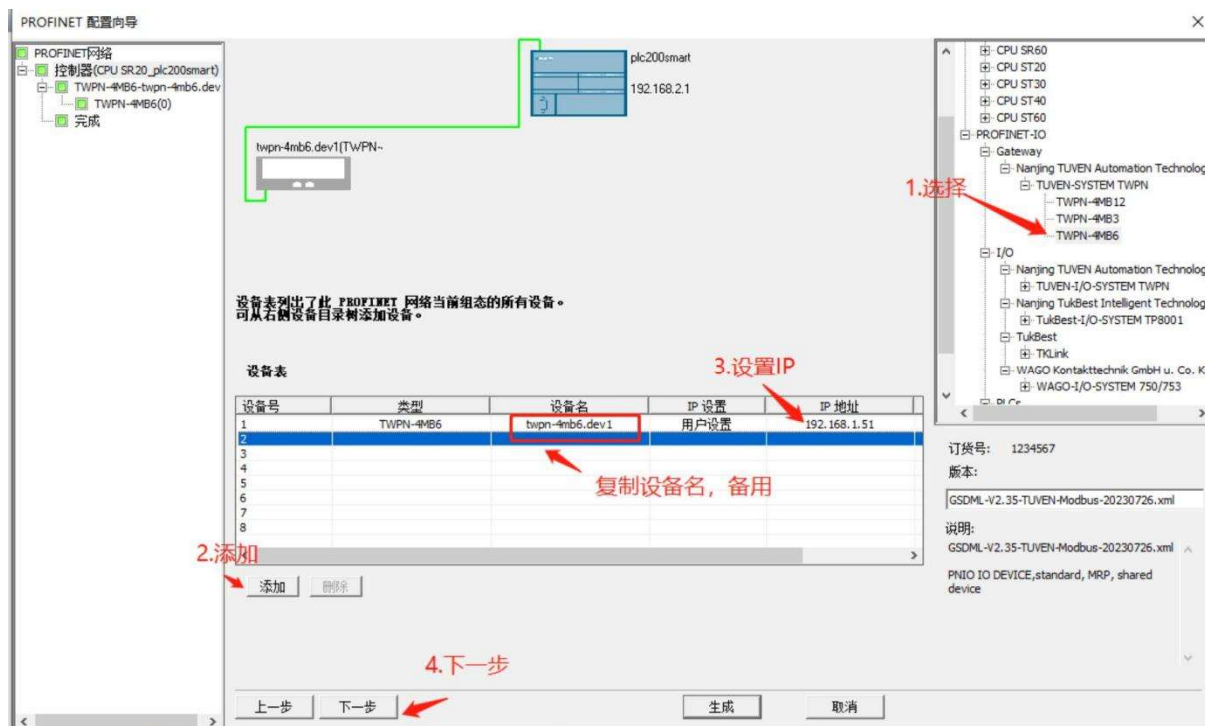 PROFINET 配置向导
PROFINET网络
控制器(CPU SR20_plc200smart)
TWPN-4MB6-twpn-4mb6.dev
TWPN-4MB6(0)
完成
plc200smart
192.168.2.1
twpn-4mb6.dev1(TWPN~
设备表列出了此 PROFINET 网络当前组态的所有设备。
可从右侧设备目录树添加设备。
设备表
3.设置IP
设备号 类型 设备名 IP 设置 IP 地址
1 TWPN-4MB6 twpn-4mb6.dev1 用户设置 192.168.1.51
2
3
4
5
6
7
8
复制设备名，备用
2.添加
添加 删除
4.下一步
上一步 下一步 生成 取消
CPU SR60
CPU ST20
CPU ST30
CPU ST40
CPU ST60
PROFINET-IO
Gateway
Nanjing TUVEN Automation Technolog
1.选择
TUVEN-SYSTEM TWPN
TWPN-4MB12
TWPN-4MB3
TWPN-4MB6
I/O
Nanjing TUVEN Automation Technolog
TUVEN-I/O-SYSTEM TWPN
Nanjing TukBest Intelligent Technolog
TukBest-I/O-SYSTEM TP8001
TukBest
TKLink
WAGO Kontakttechnik GmbH u. Co. K
WAGO-I/O-SYSTEM 750/753
PLCs
订货号: 1234567
版本:
GSDML-V2.35-TUVEN-Modbus-20230726.xml
说明:
GSDML-V2.35-TUVEN-Modbus-20230726.xml
PNIO IO DEVICE,standard, MRP, shared
device